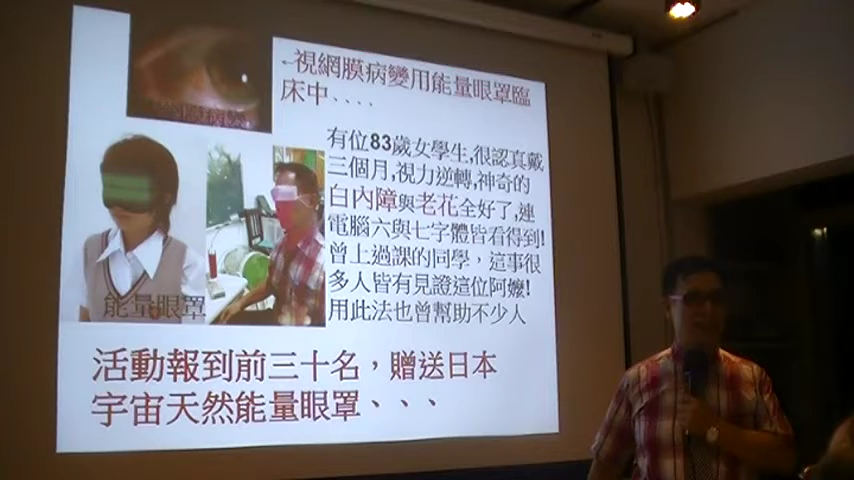 ←視網膜病變用能量眼罩臨
床中、、、、
有位83歲女學生,很認真戴
三個月,視力逆轉,神奇的
白內障與老花全好了,連
電腦六與七字體皆看得到!
曾上過課的同學，這事很
多人皆有見證這位阿嬤!
用此法也曾幫助不少人
能量眼罩
活動報到前三十名，贈送日本
宇宙天然能量眼罩、、、